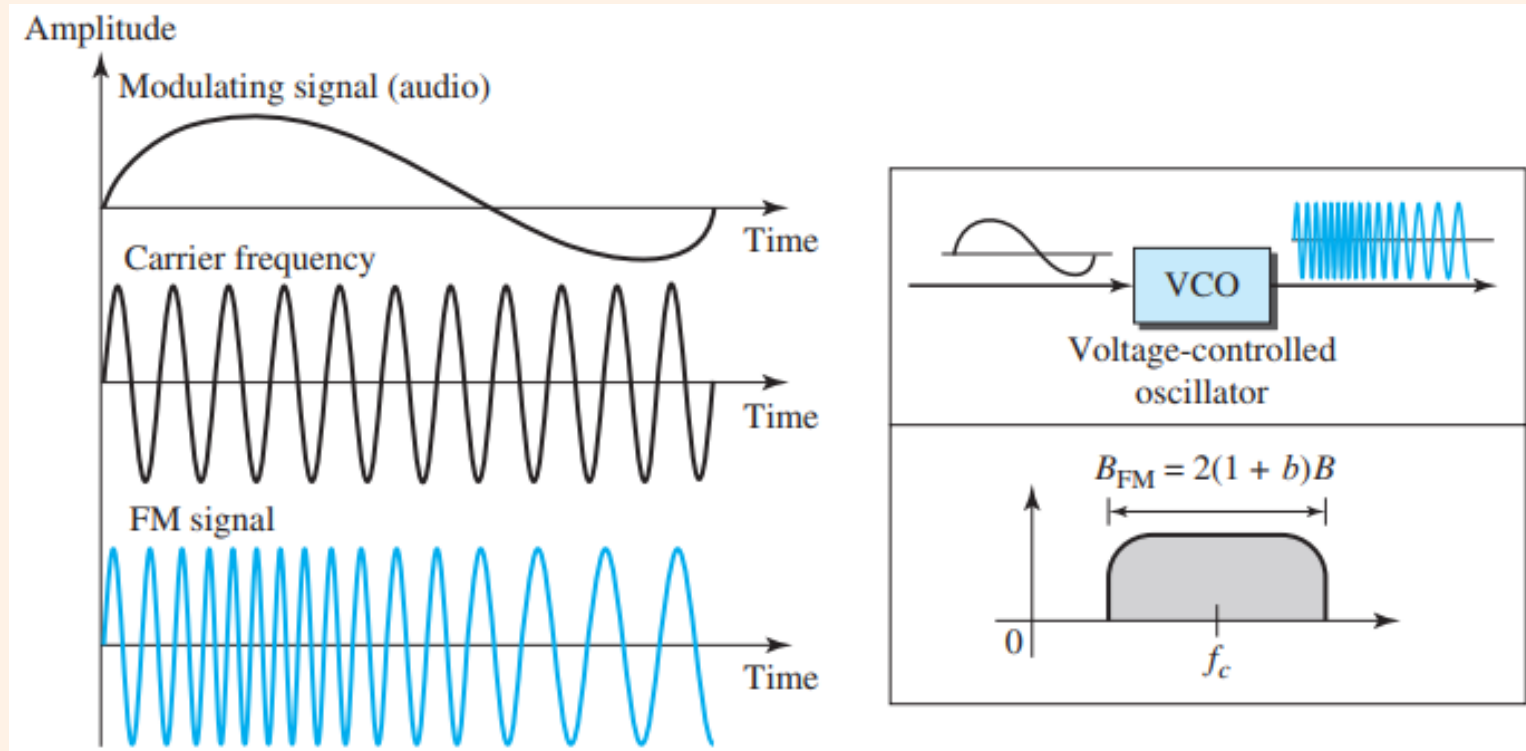 Amplitude
Modulating signal (audio)
Time
Carrier frequency
Time
FM signal
Time
VCO
Voltage-controlled
oscillator
B_FM = 2(1 + b)B
0
f_c